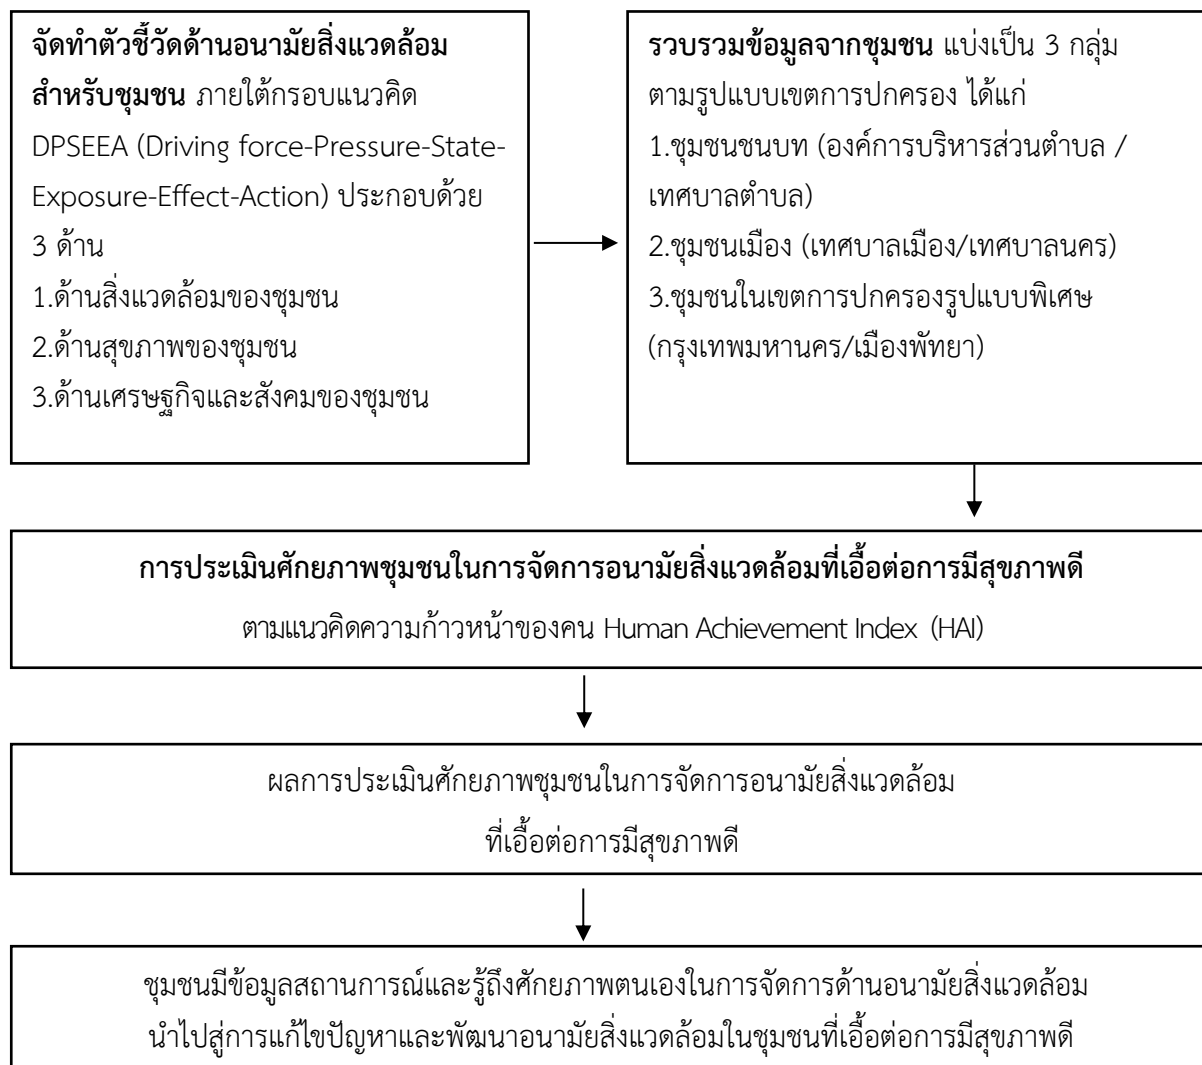 จัดทำตัวชี้วัดด้านอนามัยสิ่งแวดล้อม
สำหรับชุมชน ภายใต้กรอบแนวคิด
DPSEEA (Driving force-Pressure-State-
Exposure-Effect-Action) ประกอบด้วย
3 ด้าน
1.ด้านสิ่งแวดล้อมของชุมชน
2.ด้านสุขภาพของชุมชน
3.ด้านเศรษฐกิจและสังคมของชุมชน
รวบรวมข้อมูลจากชุมชน แบ่งเป็น 3 กลุ่ม
ตามรูปแบบเขตการปกครอง ได้แก่
1.ชุมชนชนบท (องค์การบริหารส่วนตำบล /
เทศบาลตำบล)
2.ชุมชนเมือง (เทศบาลเมือง/เทศบาลนคร)
3.ชุมชนในเขตการปกครองรูปแบบพิเศษ
(กรุงเทพมหานคร/เมืองพัทยา)
การประเมินศักยภาพชุมชนในการจัดการอนามัยสิ่งแวดล้อมที่เอื้อต่อการมีสุขภาพดี
ตามแนวคิดความก้าวหน้าของคน Human Achievement Index (HAI)
ผลการประเมินศักยภาพชุมชนในการจัดการอนามัยสิ่งแวดล้อม
ที่เอื้อต่อการมีสุขภาพดี
ชุมชนมีข้อมูลสถานการณ์และรู้ถึงศักยภาพตนเองในการจัดการด้านอนามัยสิ่งแวดล้อม
นำไปสู่การแก้ไขปัญหาและพัฒนาอนามัยสิ่งแวดล้อมในชุมชนที่เอื้อต่อการมีสุขภาพดี